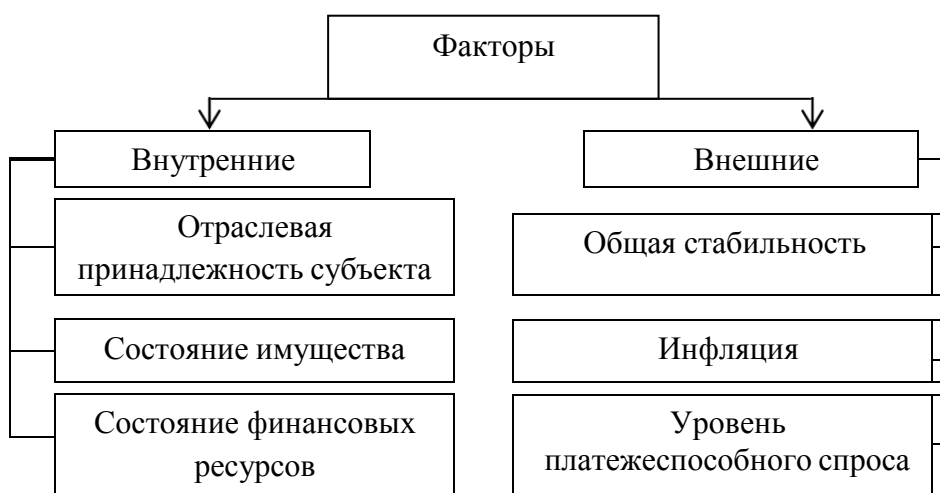 Факторы
Внутренние
Внешние
Отраслевая
принадлежность субъекта
Общая стабильность
Состояние имущества
Инфляция
Состояние финансовых
ресурсов
Уровень
платежеспособного спроса